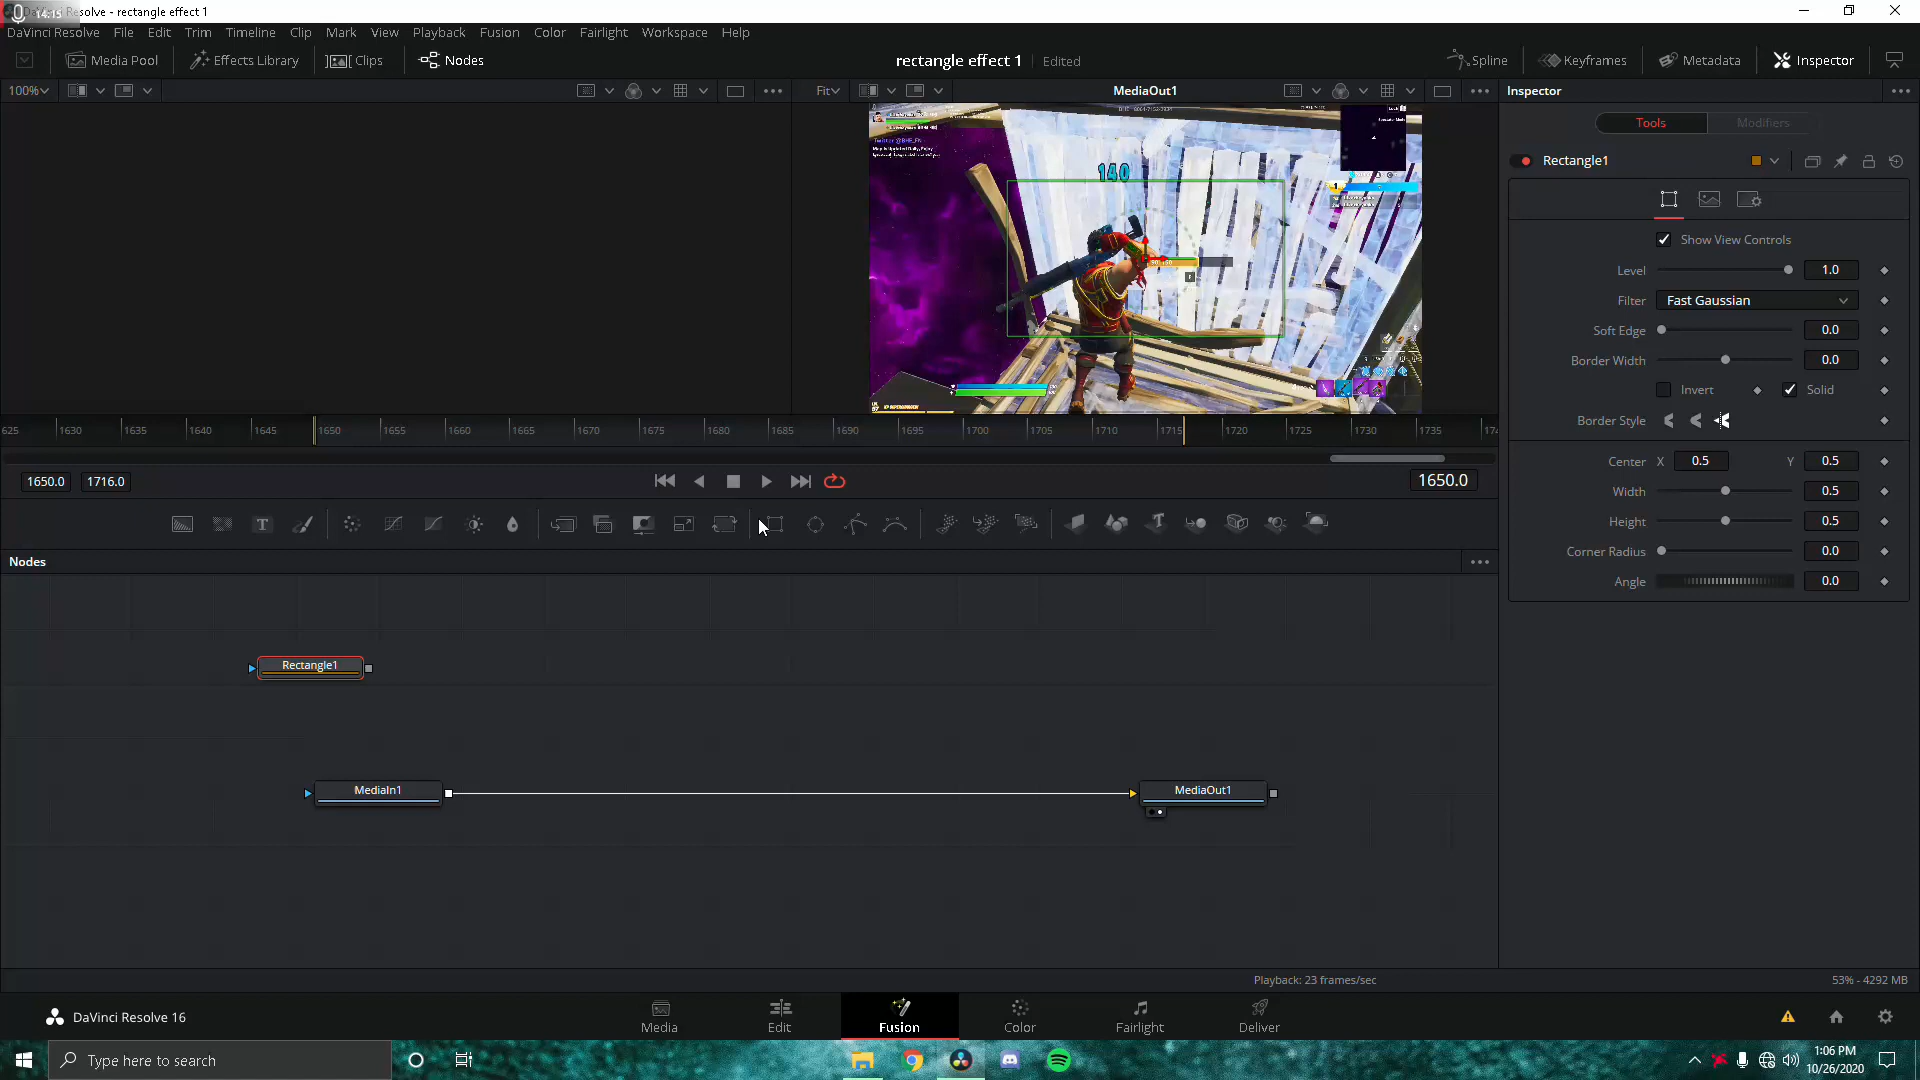 14:15
Resolve - rectangle effect 1
DaVinci Resolve File Edit Trim Timeline Clip Mark View Playback Fusion Color Fairlight Workspace Help
Media Pool Effects Library Clips Nodes rectangle effect 1 Edited Spline Keyframes Metadata Inspector
100% Fit MediaOut1 Inspector
Tools Modifiers
Rectangle1
140
Show View Controls
Level 1.0
Filter Fast Gaussian
Soft Edge 0.0
Border Width 0.0
Invert Solid
Border Style
1630 1635 1640 1645 1650 1655 1660 1665 1670 1675 1680 1685 1690 1695 1700 1705 1710 1715 1720 1725 1730 1735
Center X 0.5 Y 0.5
1650.0 1716.0 1650.0
Width 0.5
Height 0.5
Corner Radius 0.0
Angle 0.0
Nodes
Rectangle1
MediaIn1 MediaOut1
Playback: 23 frames/sec 53% - 4292 MB
DaVinci Resolve 16
Media Edit Fusion Color Fairlight Deliver
Type here to search
1:06 PM
10/26/2020